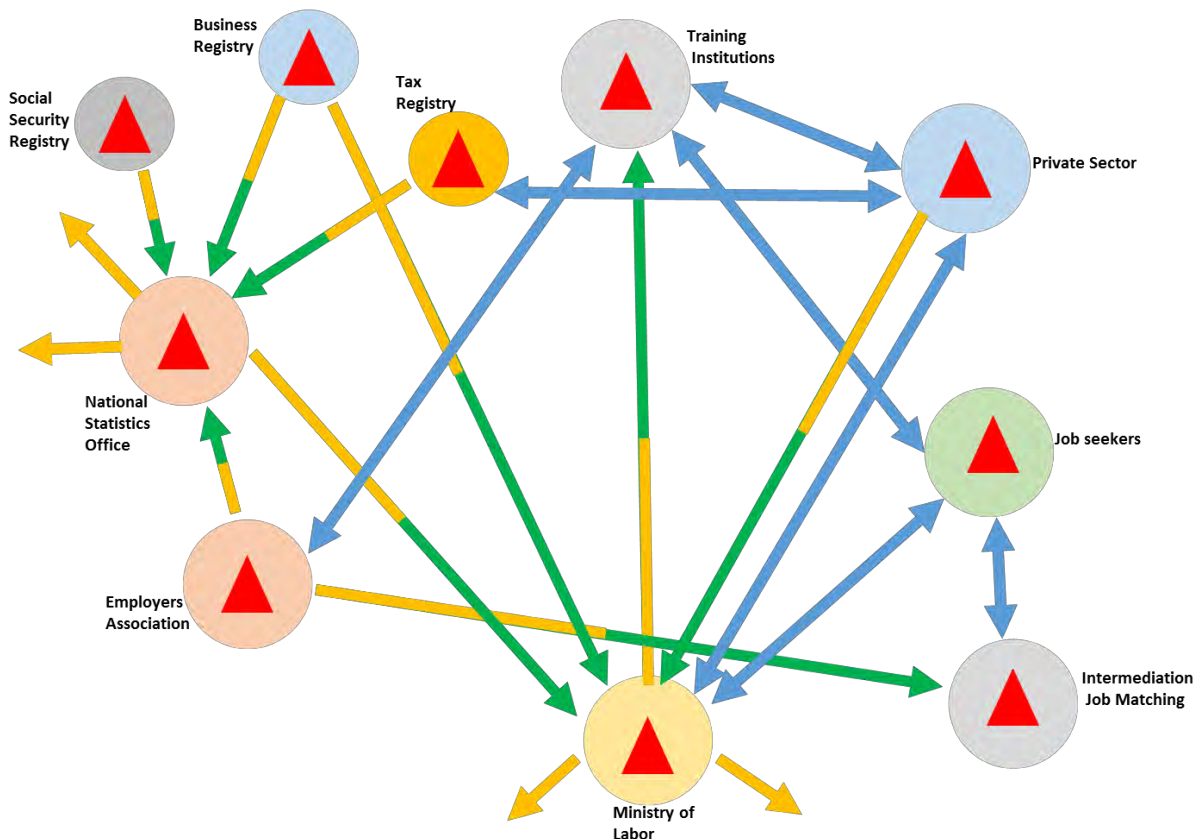 Business
Registry
Training
Institutions
Tax
Registry
Social
Security
Registry
Private Sector
National
Statistics
Office
Job seekers
Employers
Association
Intermediation
Job Matching
Ministry of
Labor